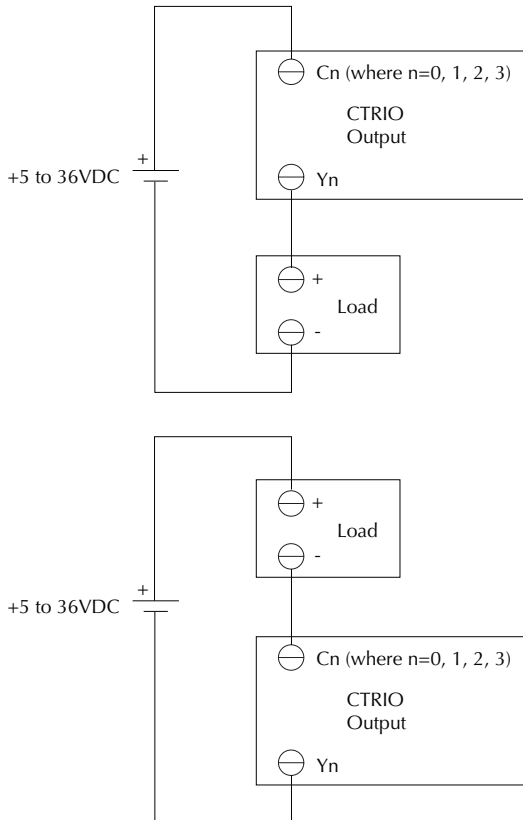 Cn (where n=0, 1, 2, 3)
CTRIO
Output
+
+5 to 36VDC
Yn
+
Load
-
+
Load
-
+
+5 to 36VDC
Cn (where n=0, 1, 2, 3)
CTRIO
Output
Yn